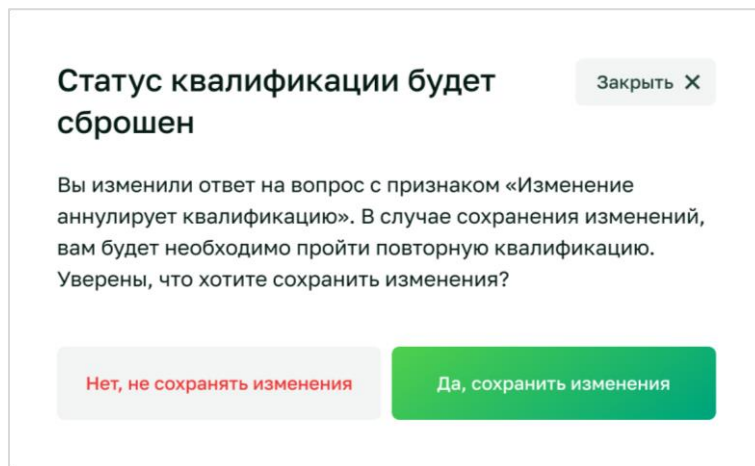 Статус квалификации будет
сброшен
Закрыть
Вы изменили ответ на вопрос с признаком «Изменение
аннулирует квалификацию». В случае сохранения изменений,
вам будет необходимо пройти повторную квалификацию.
Уверены, что хотите сохранить изменения?
Нет, не сохранять изменения
Да, сохранить изменения